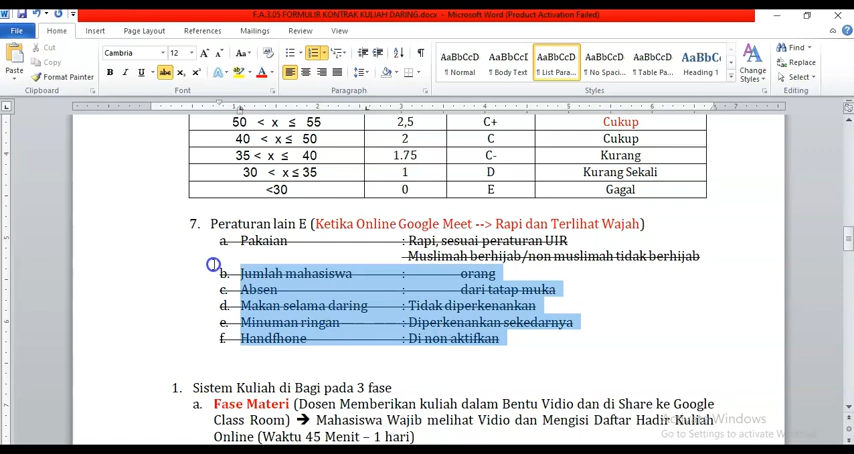 F.A.3.05 FORMULIR KONTRAK KULIAH DARING.docx - Microsoft Word (Product Activation Failed)
File Home Insert Page Layout References Mailings Review View
Paste
Cut
Copy
Format Painter
Clipboard
Cambria 12
Font
Paragraph
AaBbCcD AaBbCcD AaBbCcD AaBbCcD AaBbCcD AaBbC
¶ Normal ¶ Body Text ¶ List Para... ¶ No Spaci... ¶ Table Pa... Heading 1
Change Styles
Styles
Find
Replace
Select
Editing
50 < x ≤ 55 2,5 C+ Cukup
40 < x ≤ 50 2 C Cukup
35 < x ≤ 40 1.75 C- Kurang
30 < x ≤ 35 1 D Kurang Sekali
<30 0 E Gagal
7. Peraturan lain E (Ketika Online Google Meet --> Rapi dan Terlihat Wajah)
a. Pakaian : Rapi, sesuai peraturan UIR
Muslimah berhijab/non muslimah tidak berhijab
b. Jumlah mahasiswa : orang
c. Absen : dari tatap muka
d. Makan selama daring : Tidak diperkenankan
e. Minuman ringan : Diperkenankan sekedarnya
f. Handfhone : Di non aktifkan
1. Sistem Kuliah di Bagi pada 3 fase
a. Fase Materi (Dosen Memberikan kuliah dalam Bentu Vidio dan di Share ke Google
Class Room) ➔ Mahasiswa Wajib melihat Vidio dan Mengisi Daftar Hadir Kuliah
Online (Waktu 45 Menit – 1 hari)
Activate Windows
Go to Settings to activate Windows